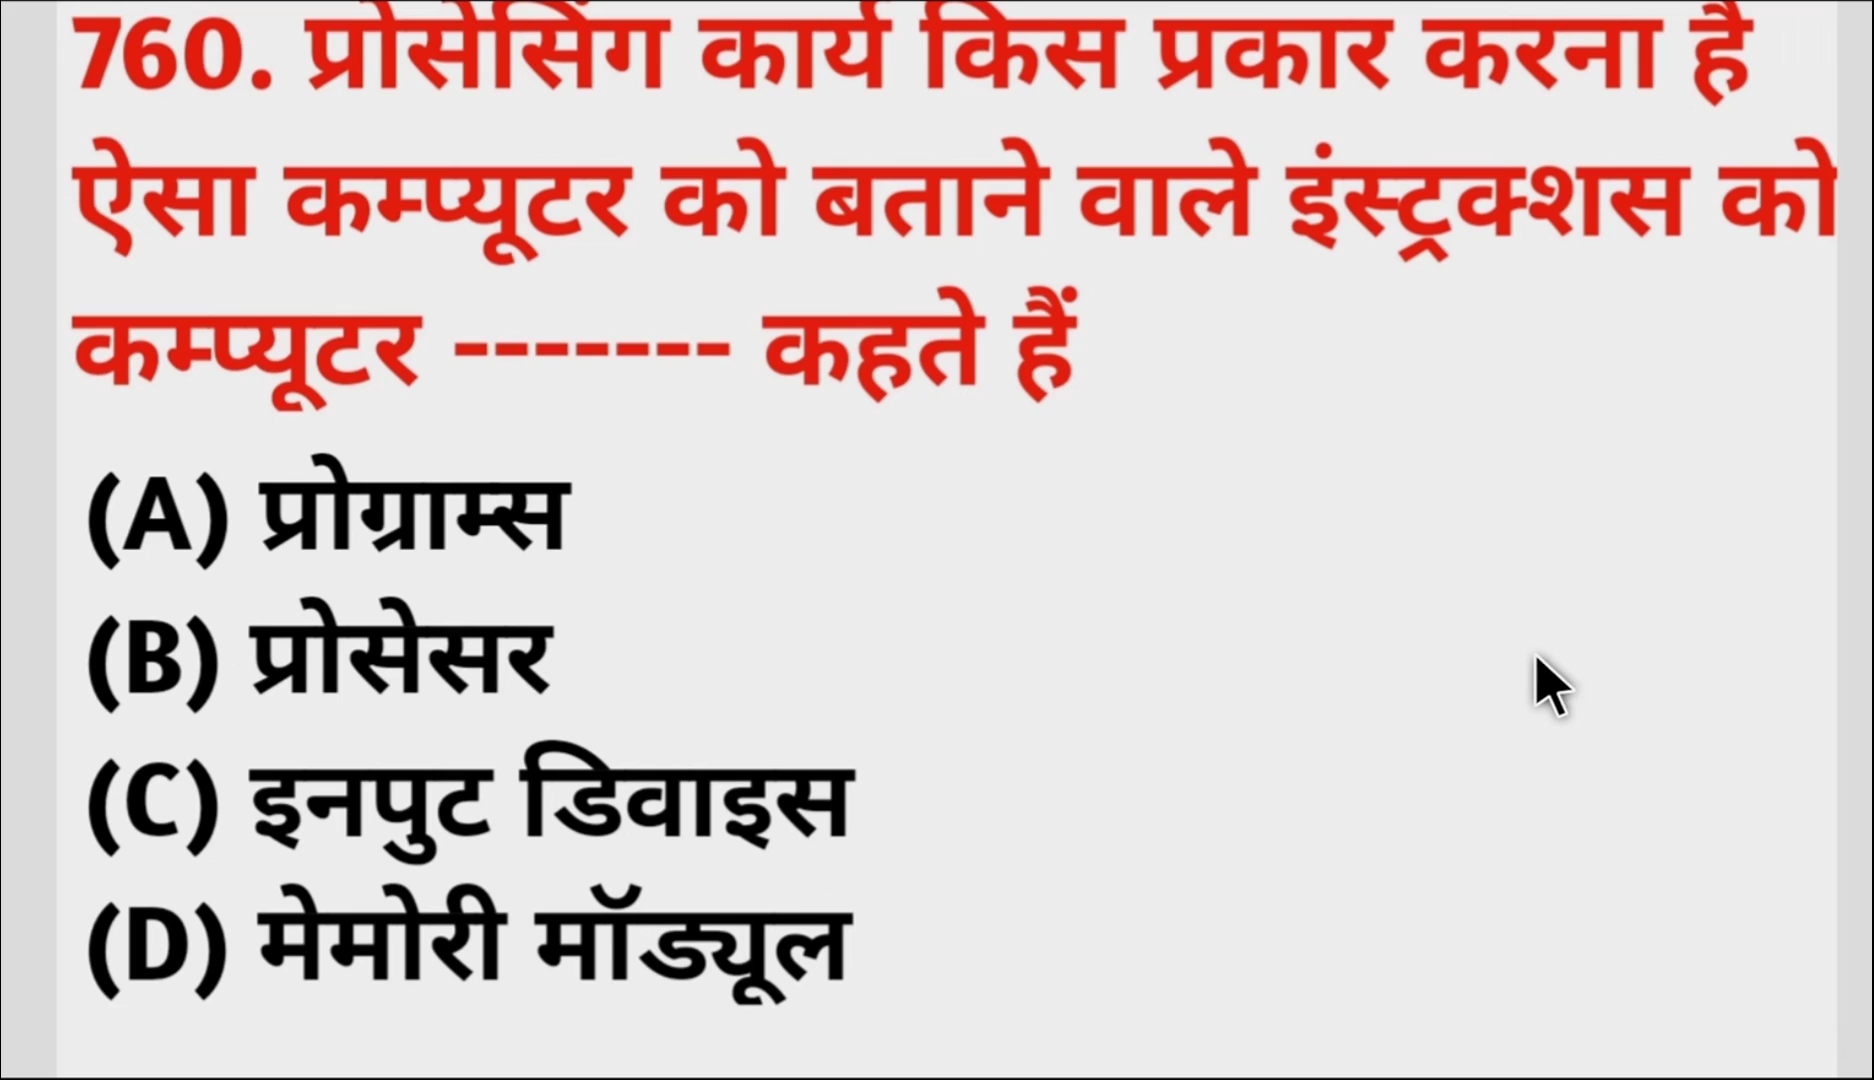 760. प्रोसेसिंग कार्य किस प्रकार करना है
ऐसा कम्प्यूटर को बताने वाले इंस्ट्रक्शस को
कम्प्यूटर ------- कहते हैं
(A) प्रोग्राम्स
(B) प्रोसेसर
(C) इनपुट डिवाइस
(D) मेमोरी मॉड्यूल